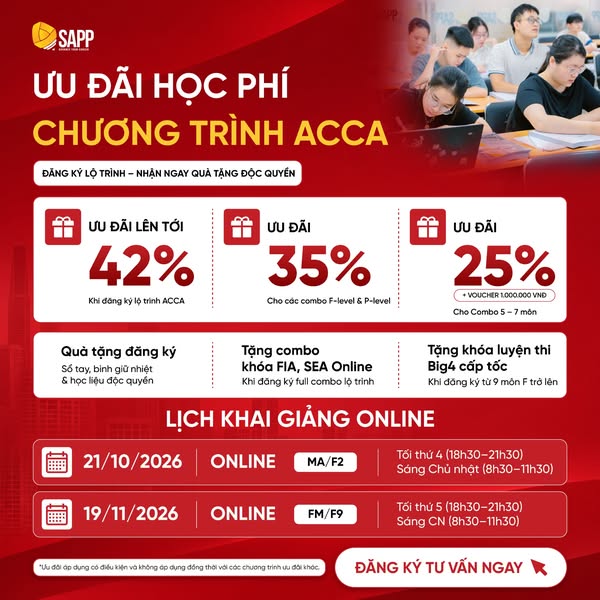 SAPP
ƯU ĐÃI HỌC PHÍ
CHƯƠNG TRÌNH ACCA
ĐĂNG KÝ LỘ TRÌNH – NHẬN NGAY QUÀ TẶNG ĐỘC QUYỀN
ƯU ĐÃI LÊN TỚI
42%
Khi đăng ký lộ trình ACCA
ƯU ĐÃI
35%
Cho các combo F-level & P-level
ƯU ĐÃI
25%
+ VOUCHER 1.000.000 VNĐ
Cho Combo 5 – 7 môn
Quà tặng đăng ký
Sổ tay, bình giữ nhiệt
& học liệu độc quyền
Tặng combo
khóa FIA, SEA Online
Khi đăng ký full combo lộ trình
Tặng khóa luyện thi
Big4 cấp tốc
Khi đăng ký từ 9 môn F trở lên
LỊCH KHAI GIẢNG ONLINE
21/10/2026 ONLINE MA/F2
Tối thứ 4 (18h30–21h30)
Sáng Chủ nhật (8h30–11h30)
19/11/2026 ONLINE FM/F9
Tối thứ 5 (18h30–21h30)
Sáng CN (8h30–11h30)
*Ưu đãi áp dụng có điều kiện và không áp dụng đồng thời với các chương trình ưu đãi khác.
ĐĂNG KÝ TƯ VẤN NGAY